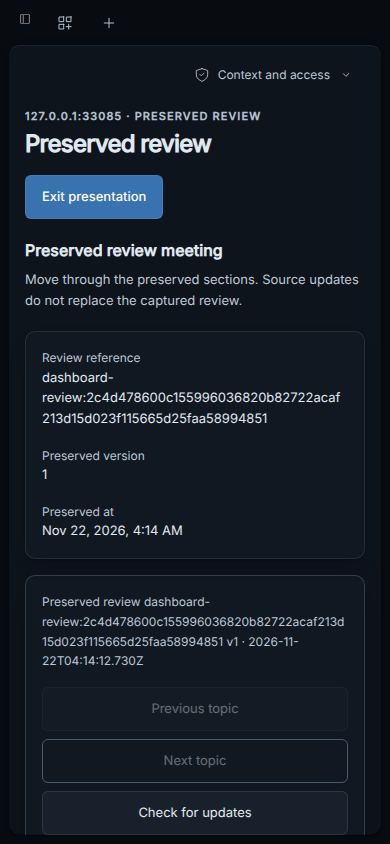 Context and access
127.0.0.1:33085 · PRESERVED REVIEW
Preserved review
Exit presentation
Preserved review meeting
Move through the preserved sections. Source updates
do not replace the captured review.
Review reference
dashboard-
review:2c4d478600c155996036820b82722acaf
213d15d023f115665d25faa58994851
Preserved version
1
Preserved at
Nov 22, 2026, 4:14 AM
Preserved review dashboard-
review:2c4d478600c155996036820b82722acaf213d
15d023f115665d25faa58994851 v1 · 2026-11-
22T04:14:12.730Z
Previous topic
Next topic
Check for updates